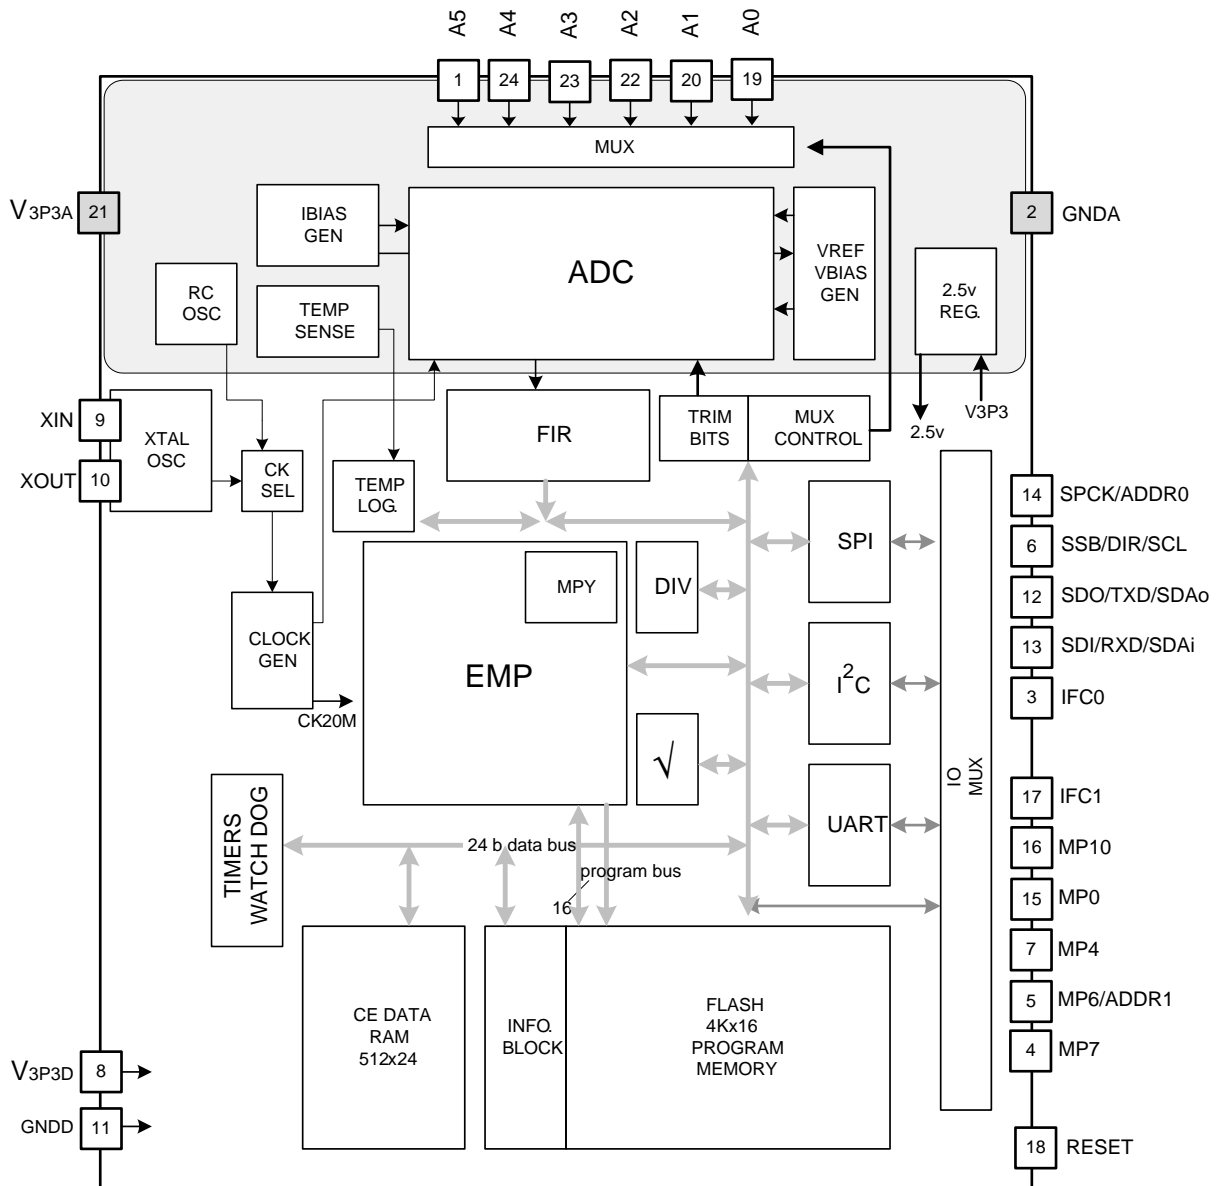 A5 A4 A3 A2 A1 A0
1 24 23 22 20 19
MUX
V3P3A 21
2 GNDA
IBIAS
GEN
ADC
VREF
VBIAS
GEN
RC
OSC
TEMP
SENSE
2.5v
REG.
V3P3
2.5v
XIN 9
XOUT 10
XTAL
OSC
CK
SEL
TEMP
LOG.
FIR
TRIM
BITS
MUX
CONTROL
14 SPCK/ADDR0
6 SSB/DIR/SCL
12 SDO/TXD/SDAo
13 SDI/RXD/SDAi
3 IFC0
SPI
I2C
UART
IO
MUX
MPY
DIV
EMP
√
CLOCK
GEN
CK20M
17 IFC1
16 MP10
15 MP0
7 MP4
5 MP6/ADDR1
4 MP7
TIMERS
WATCH DOG
24 b data bus
program bus
16
CE DATA
RAM
512x24
INFO.
BLOCK
FLASH
4Kx16
PROGRAM
MEMORY
V3P3D 8
GNDD 11
18 RESET